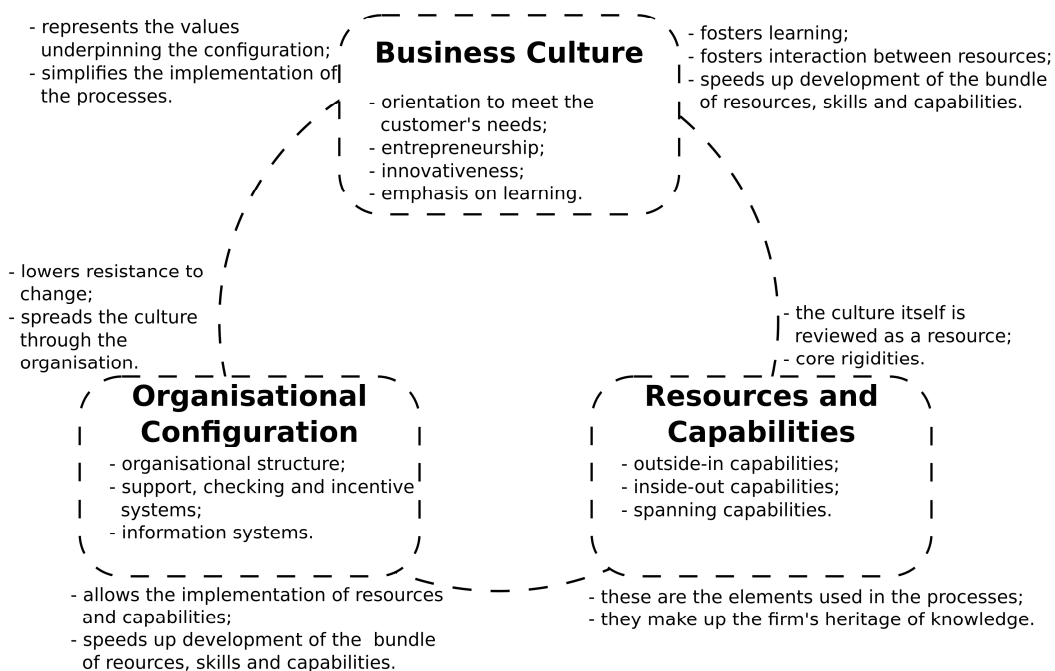 - represents the values
underpinning the configuration;
- simplifies the implementation of
the processes.
Business Culture
- orientation to meet the
customer's needs;
- entrepreneurship;
- innovativeness;
- emphasis on learning.
- fosters learning;
- fosters interaction between resources;
- speeds up development of the bundle
of resources, skills and capabilities.
- lowers resistance to
change;
- spreads the culture
through the
organisation.
- the culture itself is
reviewed as a resource;
- core rigidities.
Organisational
Configuration
- organisational structure;
- support, checking and incentive
systems;
- information systems.
Resources and
Capabilities
- outside-in capabilities;
- inside-out capabilities;
- spanning capabilities.
- allows the implementation of resources
and capabilities;
- speeds up development of the  bundle
of reources, skills and capabilities.
- these are the elements used in the processes;
- they make up the firm's heritage of knowledge.